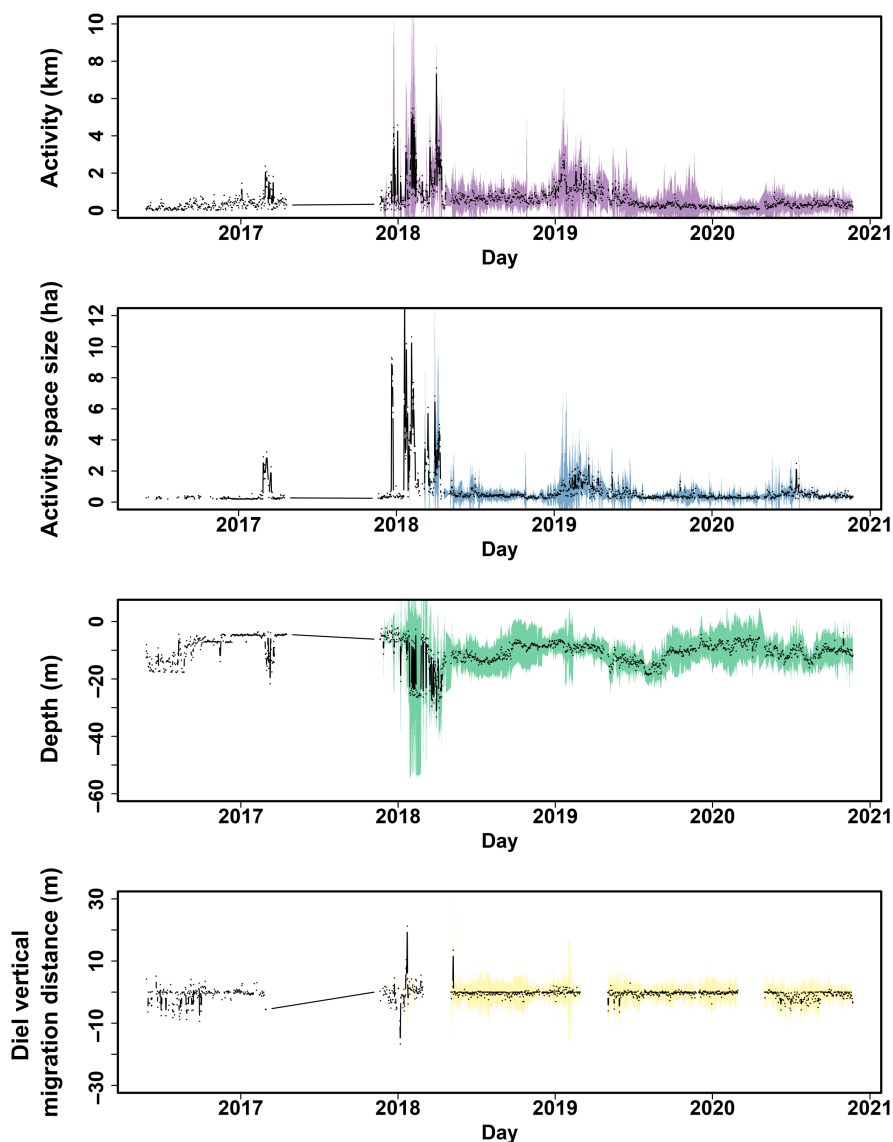 Activity (km)
10
8
6
4
2
0
2017 2018 2019 2020 2021
Day
Activity space size (ha)
12
10
8
6
4
2
0
2017 2018 2019 2020 2021
Day
Depth (m)
0
−20
−40
−60
2017 2018 2019 2020 2021
Day
Diel vertical
migration distance (m)
30
10
−10
−30
2017 2018 2019 2020 2021
Day